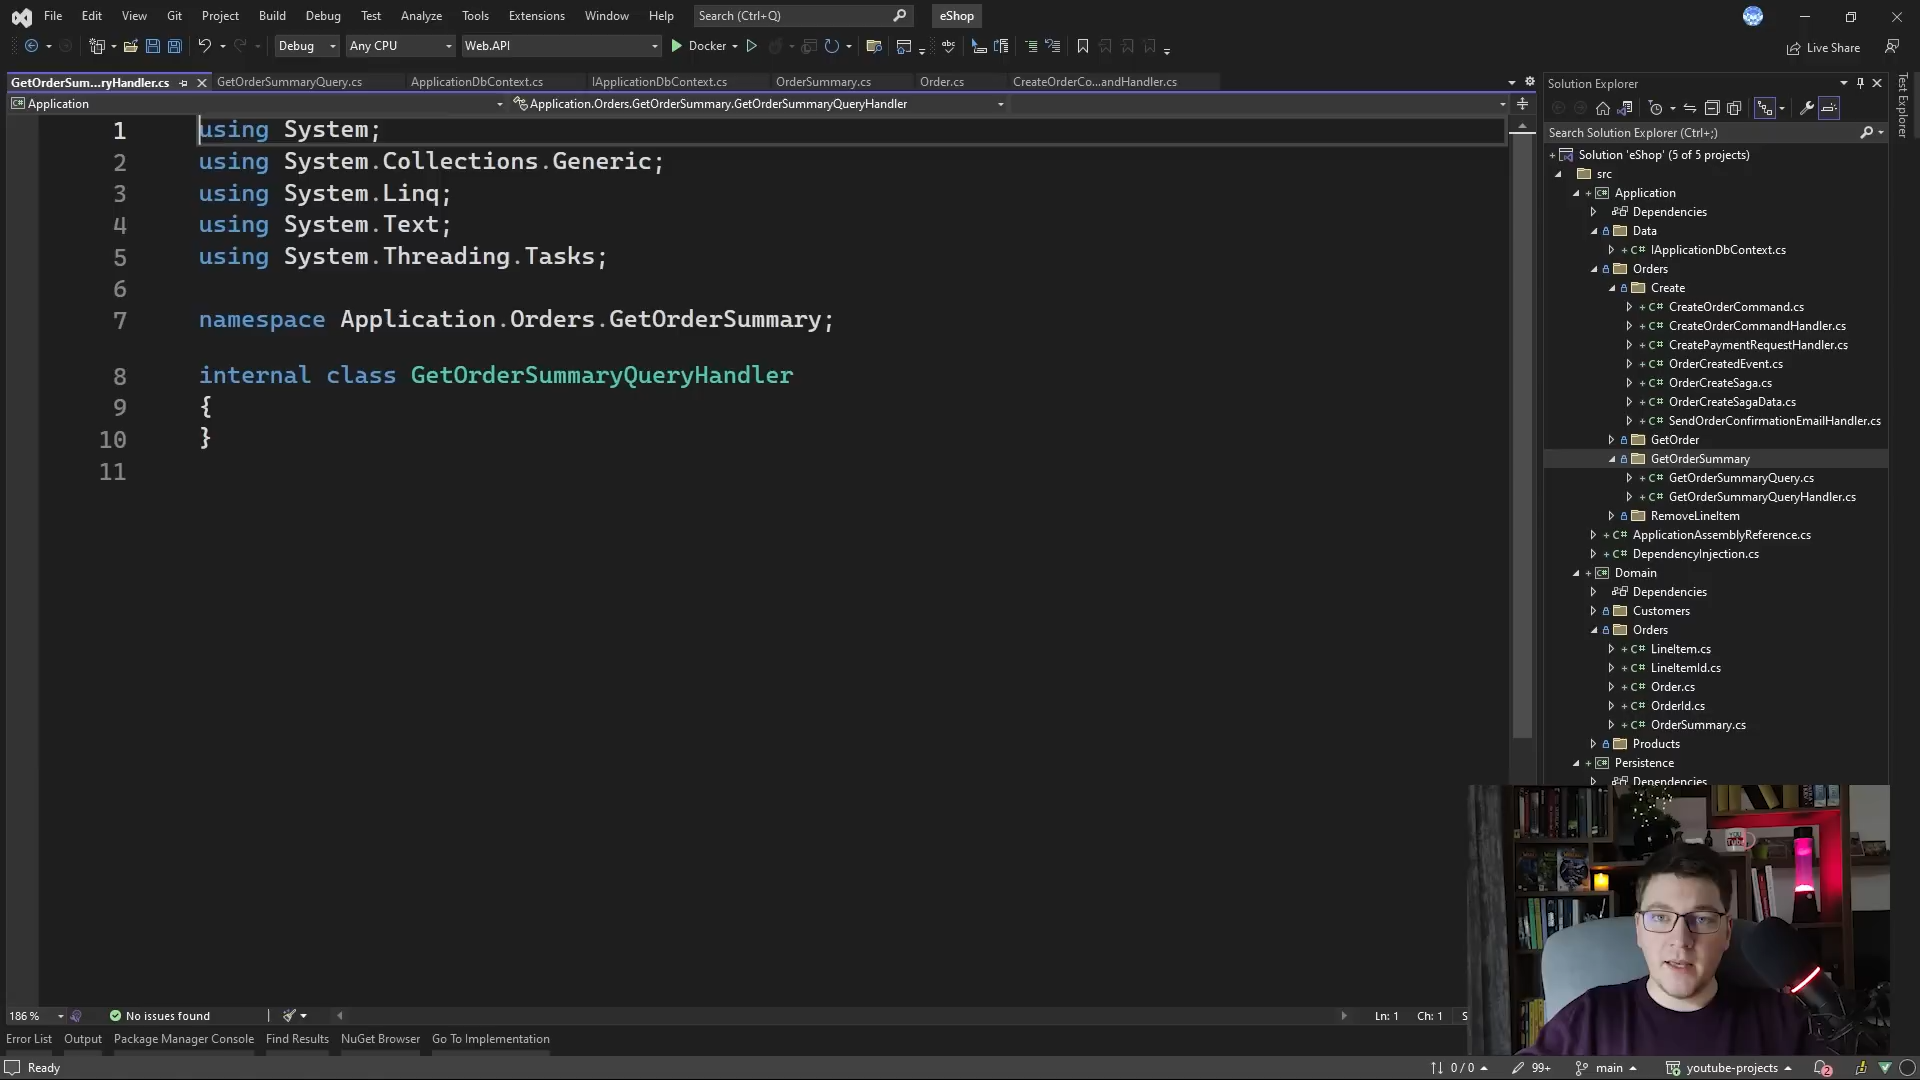 File Edit View Git Project Build Debug Test Analyze Tools Extensions Window Help Search (Ctrl+Q) eShop
Debug Any CPU Web.API Docker Live Share
GetOrderSum...ryHandler.cs GetOrderSummaryQuery.cs ApplicationDbContext.cs IApplicationDbContext.cs OrderSummary.cs Order.cs CreateOrderCo...andHandler.cs
Application Application.Orders.GetOrderSummary.GetOrderSummaryQueryHandler
1 using System;
2 using System.Collections.Generic;
3 using System.Linq;
4 using System.Text;
5 using System.Threading.Tasks;
6
7 namespace Application.Orders.GetOrderSummary;
8 internal class GetOrderSummaryQueryHandler
9 {
10 }
11
186 % No issues found Ln: 1 Ch: 1 S
Error List Output Package Manager Console Find Results NuGet Browser Go To Implementation
Solution Explorer
Search Solution Explorer (Ctrl+;)
Solution 'eShop' (5 of 5 projects)
src
Application
Dependencies
Data
C# IApplicationDbContext.cs
Orders
Create
C# CreateOrderCommand.cs
C# CreateOrderCommandHandler.cs
C# CreatePaymentRequestHandler.cs
C# OrderCreatedEvent.cs
C# OrderCreateSaga.cs
C# OrderCreateSagaData.cs
C# SendOrderConfirmationEmailHandler.cs
GetOrder
GetOrderSummary
C# GetOrderSummaryQuery.cs
C# GetOrderSummaryQueryHandler.cs
RemoveLineItem
C# ApplicationAssemblyReference.cs
C# DependencyInjection.cs
Domain
Dependencies
Customers
Orders
C# LineItem.cs
C# LineItemId.cs
C# Order.cs
C# OrderId.cs
C# OrderSummary.cs
Products
Persistence
Dependencies
Test Explorer
Ready 0 / 0 99+ main youtube-projects 2